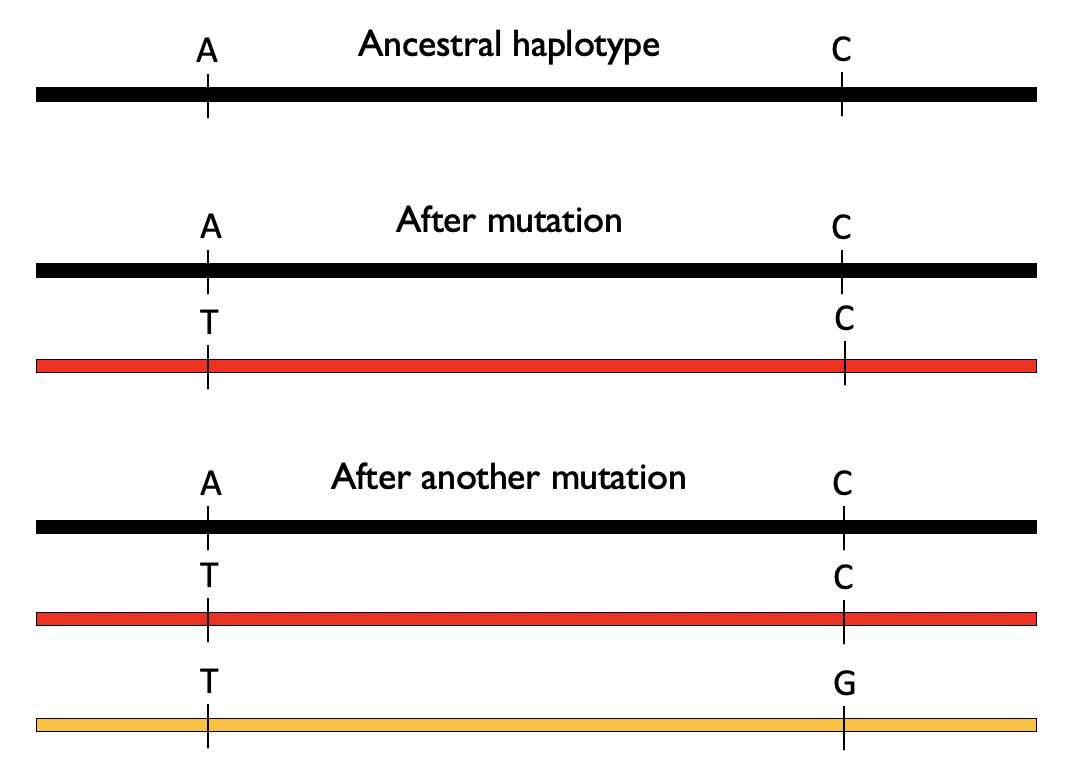 A Ancestral haplotype C
A After mutation C
T C
A After another mutation C
T C
T G